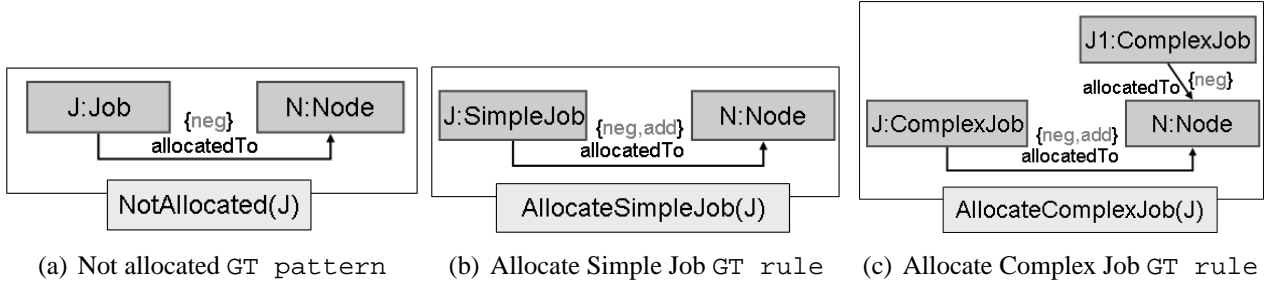 J:Job
N:Node
{neg}
allocatedTo
NotAllocated(J)
(a) Not allocated GT pattern
J:SimpleJob
N:Node
{neg,add}
allocatedTo
AllocateSimpleJob(J)
(b) Allocate Simple Job GT rule
J1:ComplexJob
allocatedTo
{neg}
J:ComplexJob
N:Node
{neg,add}
allocatedTo
AllocateComplexJob(J)
(c) Allocate Complex Job GT rule